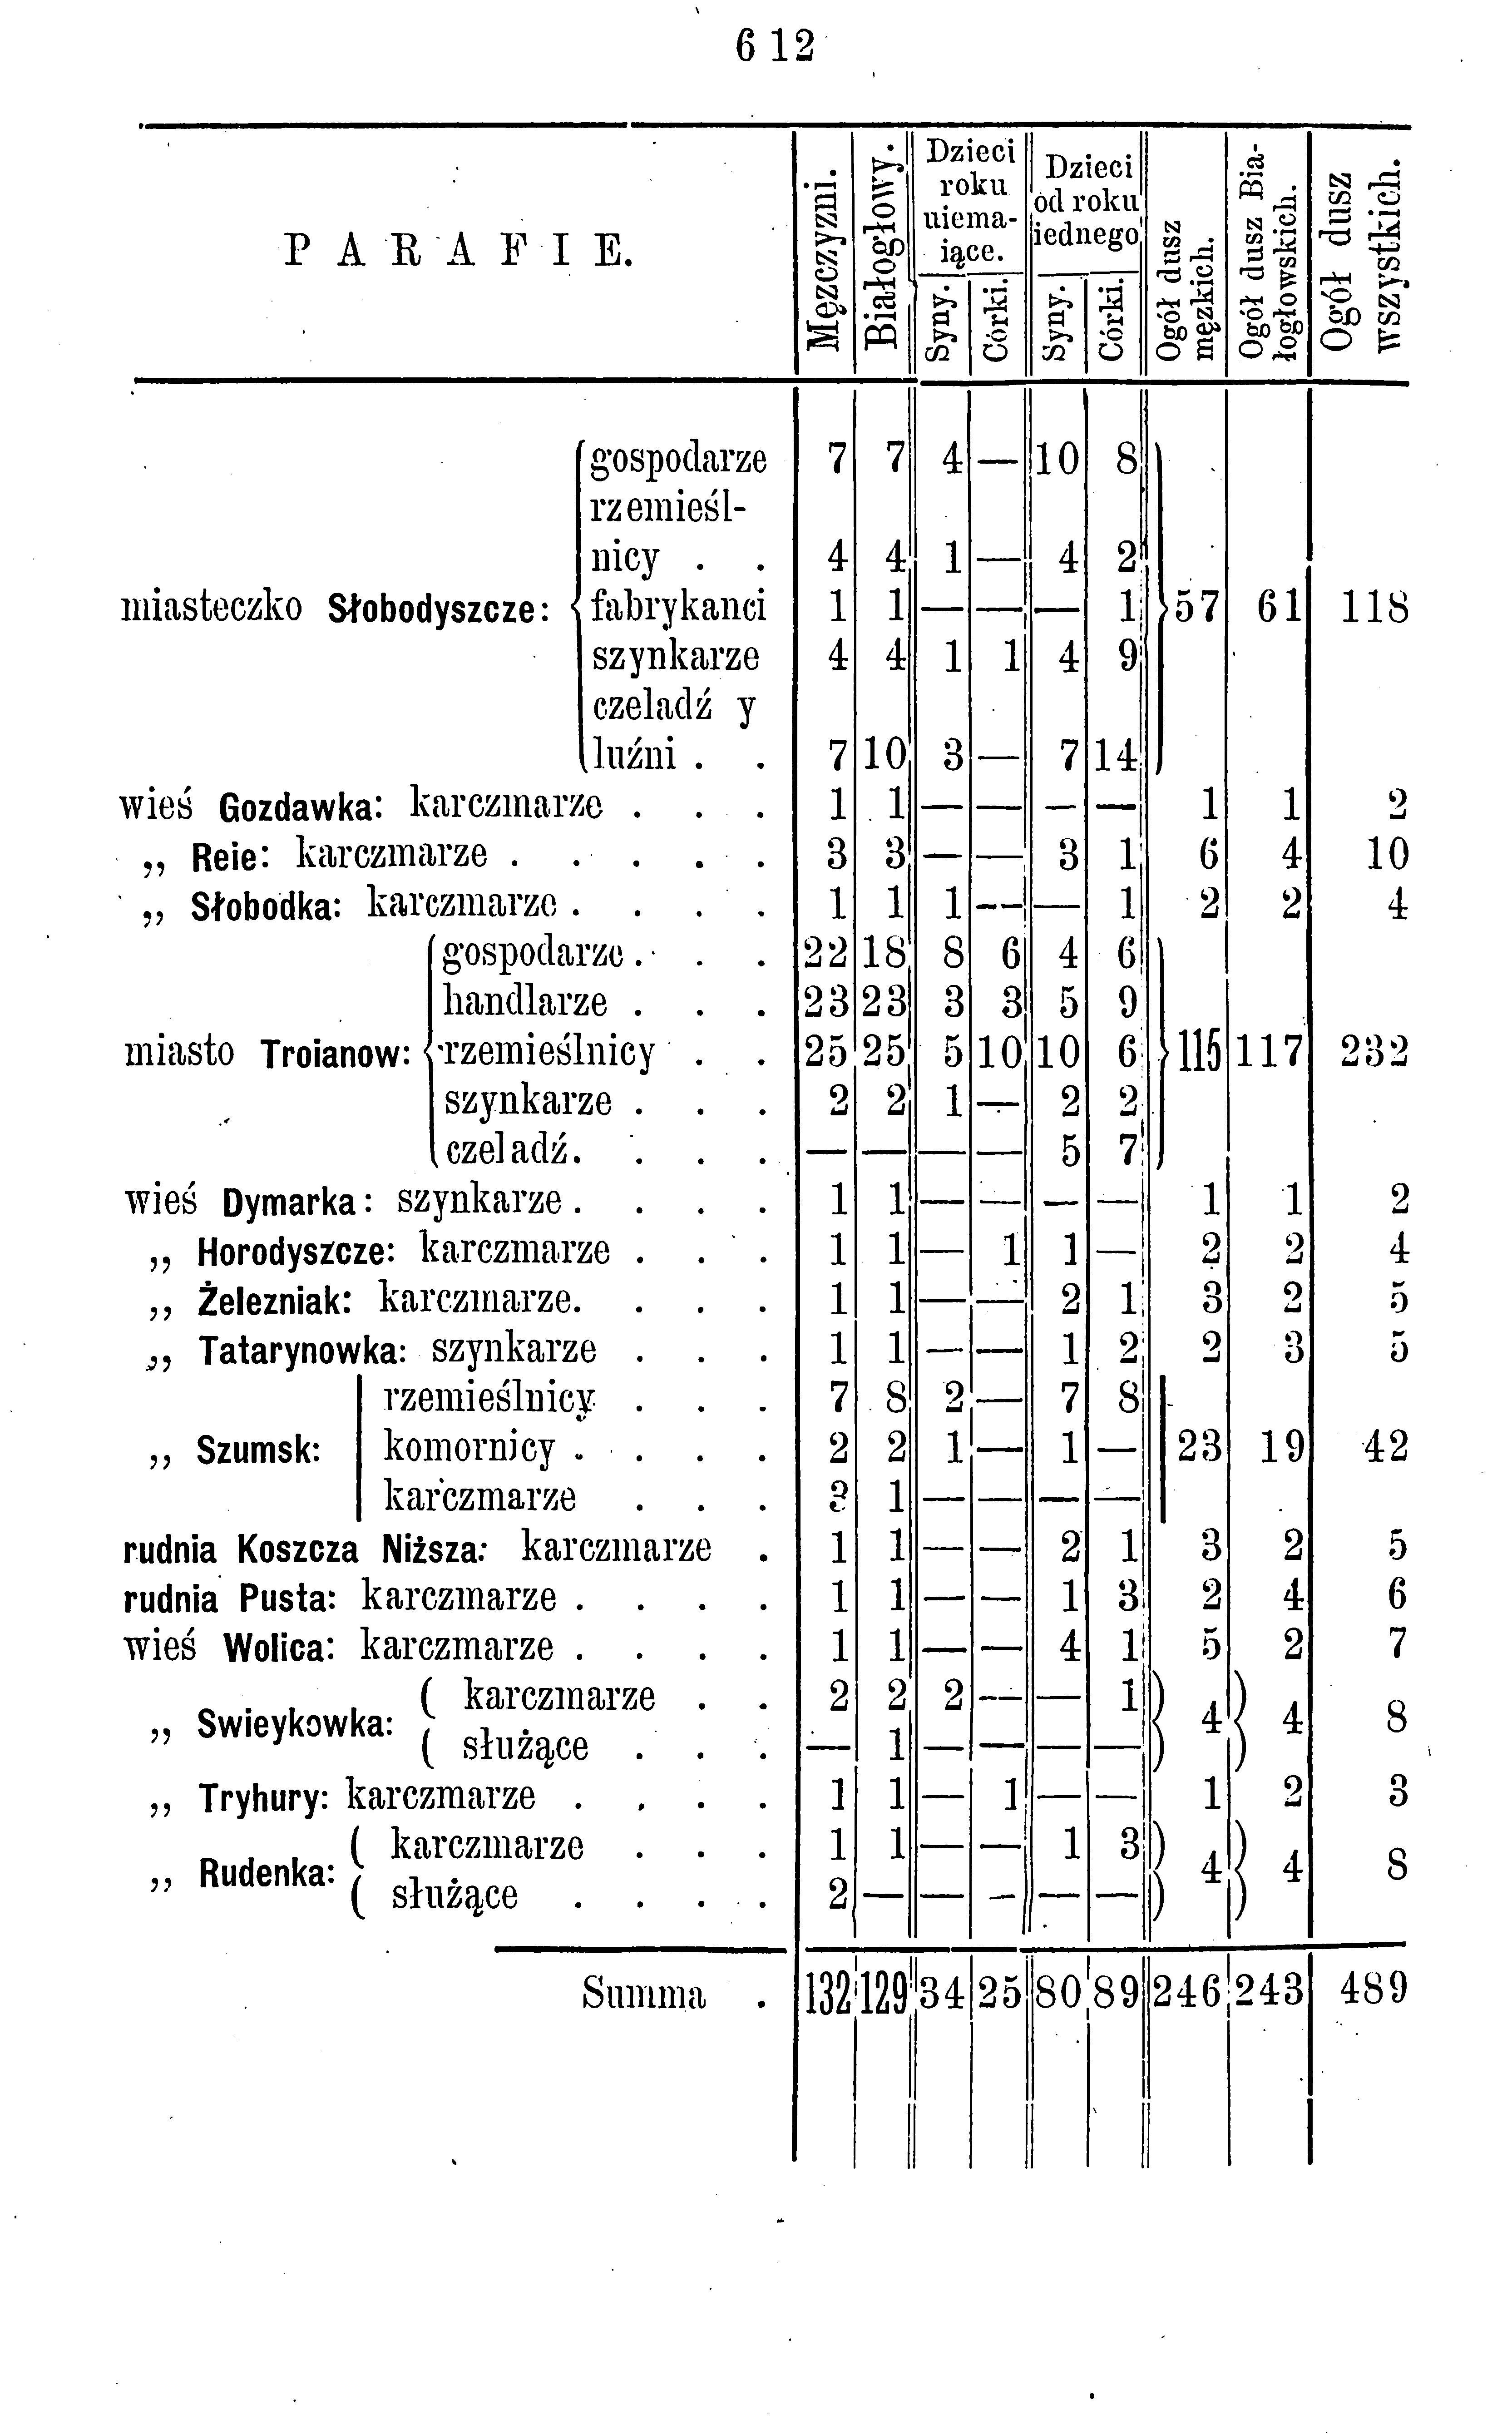 612
PARAFIE. Męzczyzni. Białogłowy. Dzieci roku niemaiące. Syny. Córki. Dzieci od roku iednego Syny. Córki. Ogół dusz męzkich. Ogół dusz Białogłowskich. Ogół dusz wszystkich.
gospodarze 7 7 4 — 10 8
rzemieśl-
nicy . . 4 4 1 — 4 2
miasteczko Słobodyszcze: fabrykanci 1 1 — — — 1 57 61 118
szynkarze 4 4 1 1 4 9
czeladź y
luźni . . 7 10 3 — 7 14
wieś Gozdawka: karczmarze . . . 1 1 — — — — 1 1 2
„ Reie: karczmarze . . . . . 3 3 — — 3 1 6 4 10
„ Słobodka: karczmarze . . . . 1 1 1 — — 1 2 2 4
gospodarze . . . 22 18 8 6 4 6
handlarze . . . 23 23 3 3 5 9
miasto Troianow: rzemieślnicy . . 25 25 5 10 10 6 115 117 232
szynkarze . . . 2 2 1 — 2 2
czeladź. . . . — — — — 5 7
wieś Dymarka: szynkarze . . . . 1 1 — — — — 1 1 2
„ Horodyszcze: karczmarze . . . 1 1 — 1 1 — 2 2 4
„ Żelezniak: karczmarze. . . . 1 1 — — 2 1 3 2 5
„ Tatarynowka: szynkarze . . . 1 1 — — 1 2 2 3 5
rzemieślnicy . . . 7 8 2 — 7 8
„ Szumsk: komornicy . . . . 2 2 1 — 1 — 23 19 42
karczmarze . . . 3 1 — — — —
rudnia Koszcza Niższa: karczmarze . 1 1 — — 2 1 3 2 5
rudnia Pusta: karczmarze . . . . 1 1 — — 1 3 2 4 6
wieś Wolica: karczmarze . . . . 1 1 — — 4 1 5 2 7
( karczmarze . . 2 2 2 — — 1
„ Swieykowka: 4 4 8
( służące . . . — 1 — — — —
„ Tryhury: karczmarze . . . . 1 1 — 1 — — 1 2 3
( karczmarze . . . 1 1 — — 1 3
„ Rudenka: 4 4 8
( służące . . . . 2 — — — — —
Summa . 132 129 34 25 80 89 246 243 489